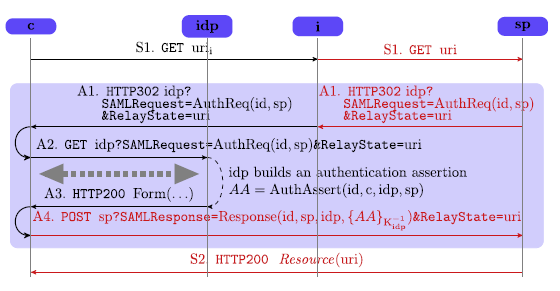 c idp i sp
S1. GET uri_i S1. GET uri
A1. HTTP302 idp? A1. HTTP302 idp?
SAMLRequest=AuthReq(id, sp) SAMLRequest=AuthReq(id, sp)
&RelayState=uri &RelayState=uri
A2. GET idp?SAMLRequest=AuthReq(id, sp)&RelayState=uri
idp builds an authentication assertion
AA = AuthAssert(id, c, idp, sp)
A3. HTTP200 Form(...)
A4. POST sp?SAMLResponse=Response(id, sp, idp, {AA}_{K_{idp}^{-1}})&RelayState=uri
S2 HTTP200 Resource(uri)